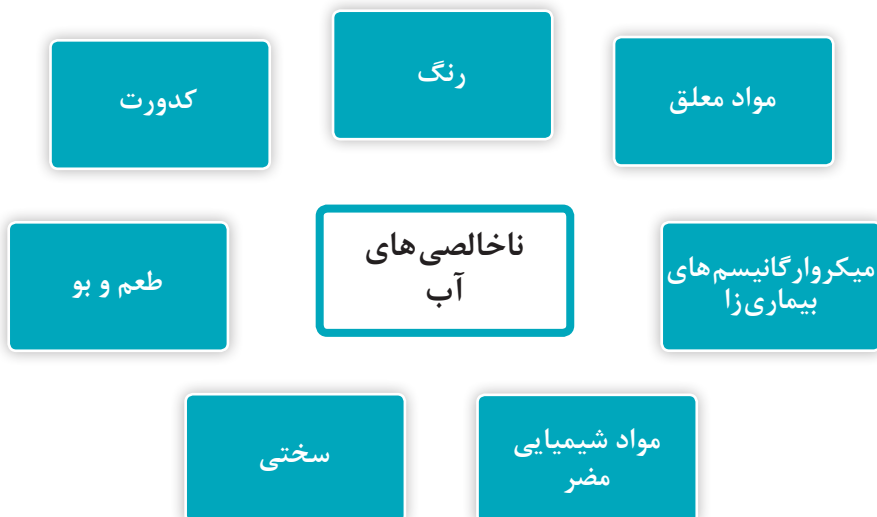 رنگ
مواد معلق
کدورت
ناخالصی‌های
آب
میکروارگانیسم‌های
بیماری‌زا
طعم و بو
مواد شیمیایی
مضر
سختی